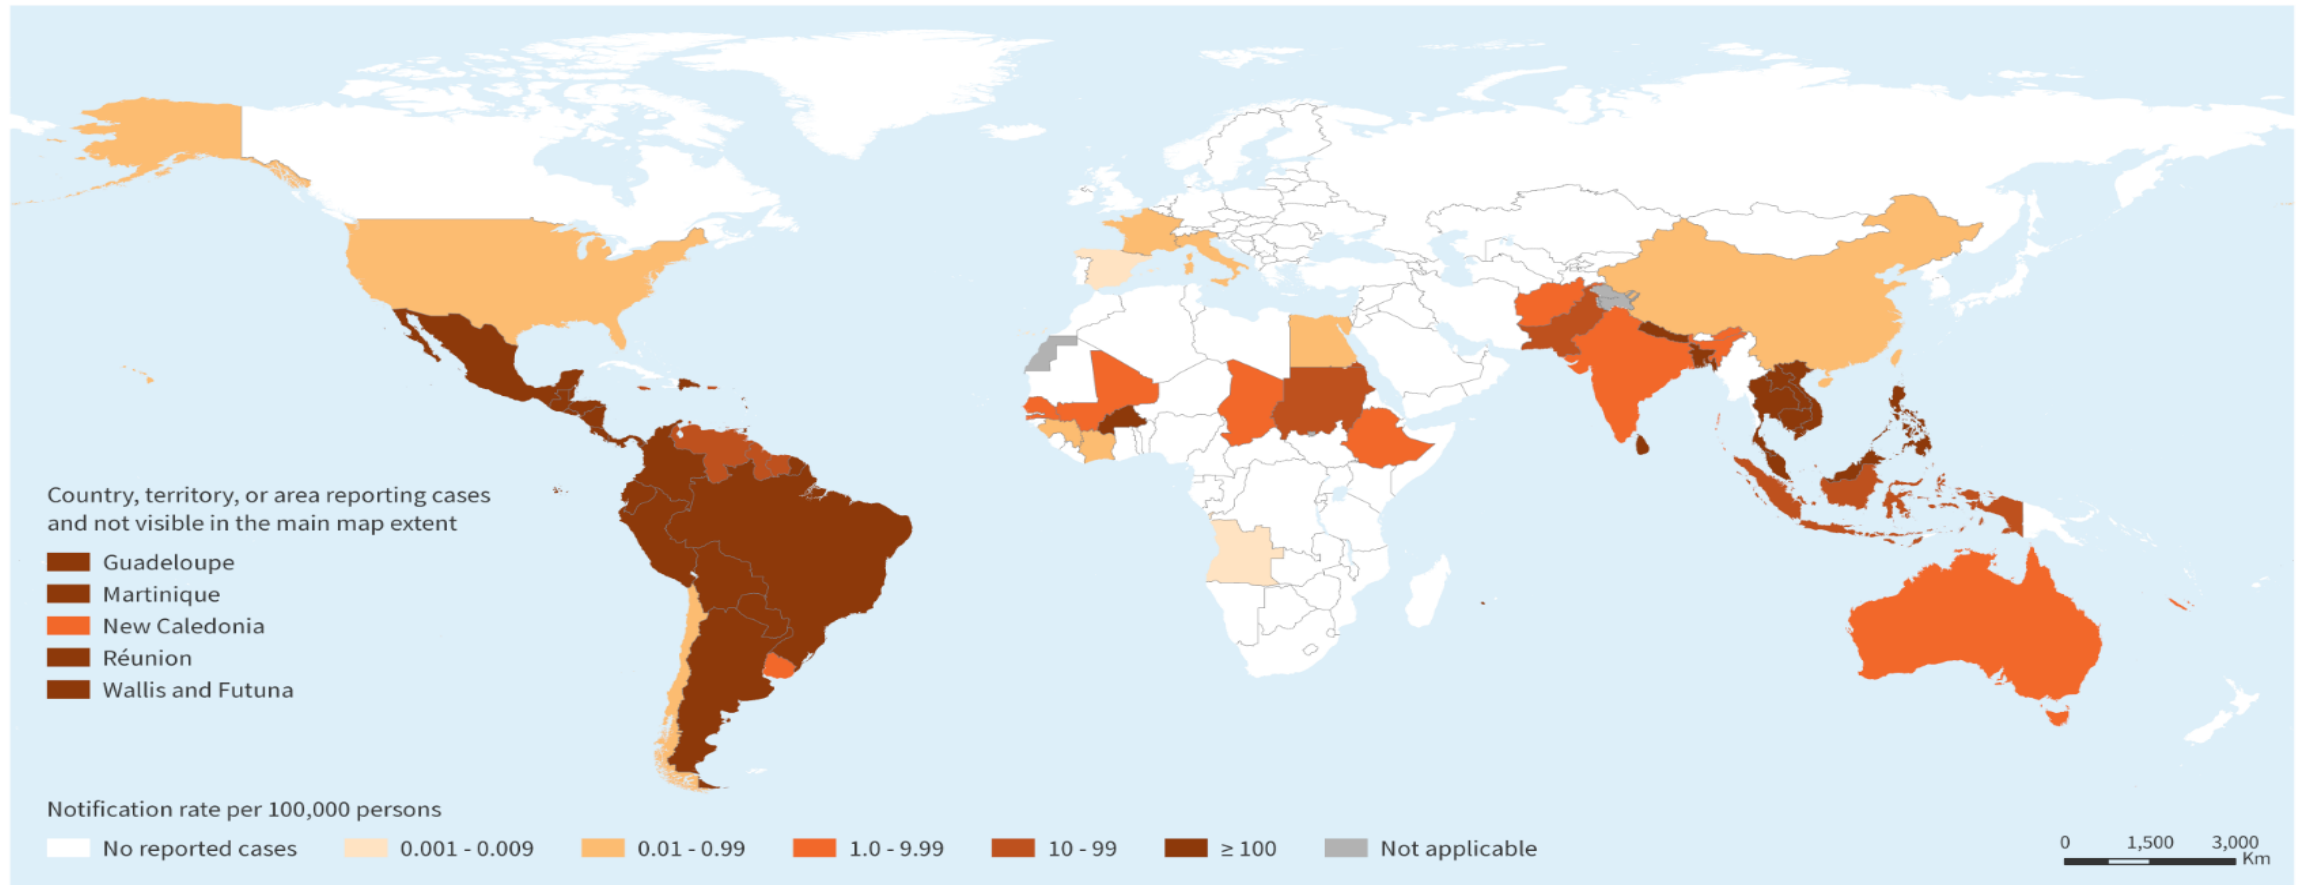 Country, territory, or area reporting cases
and not visible in the main map extent
Guadeloupe
Martinique
New Caledonia
Réunion
Wallis and Futuna
Notification rate per 100,000 persons
No reported cases 0.001 - 0.009 0.01 - 0.99 1.0 - 9.99 10 - 99 ≥ 100 Not applicable
0 1,500 3,000
Km